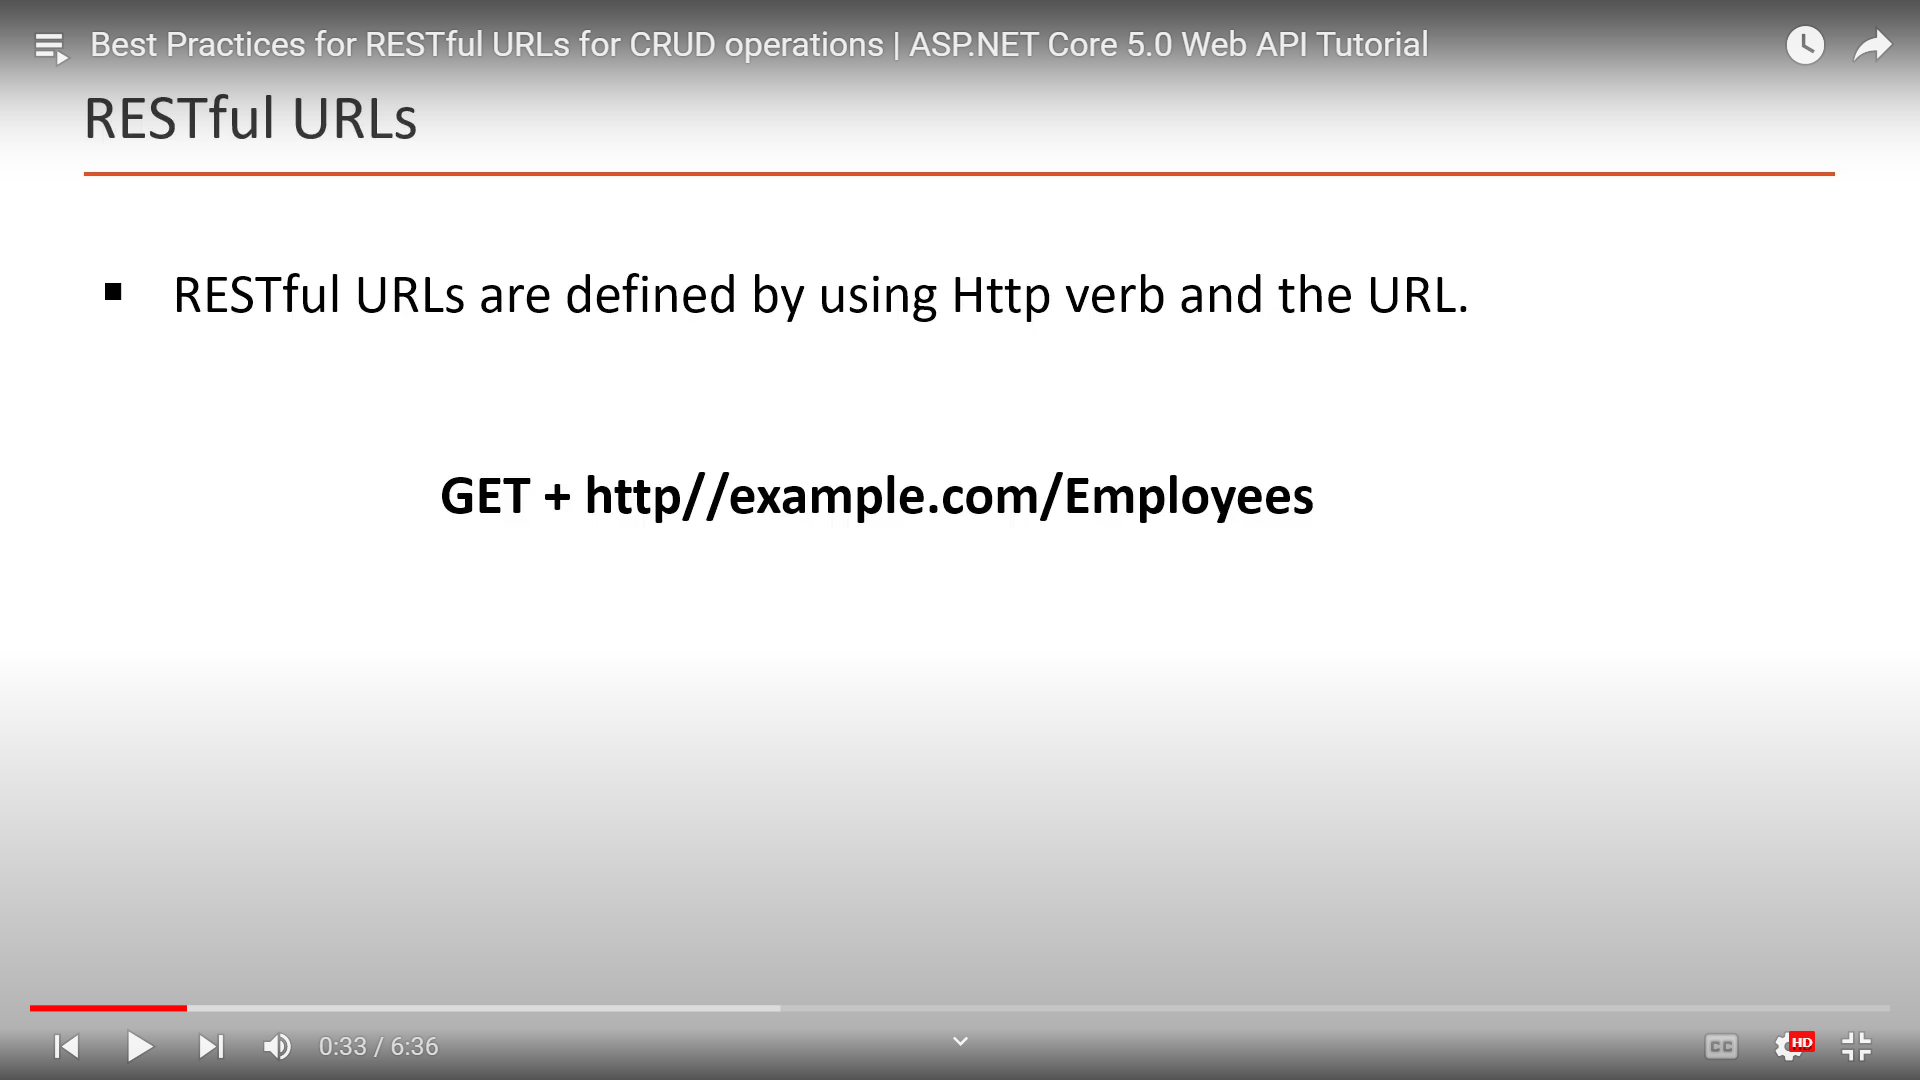 Best Practices for RESTful URLs for CRUD operations | ASP.NET Core 5.0 Web API Tutorial
RESTful URLs
▪ RESTful URLs are defined by using Http verb and the URL.
GET + http//example.com/Employees
0:33 / 6:36
CC
HD